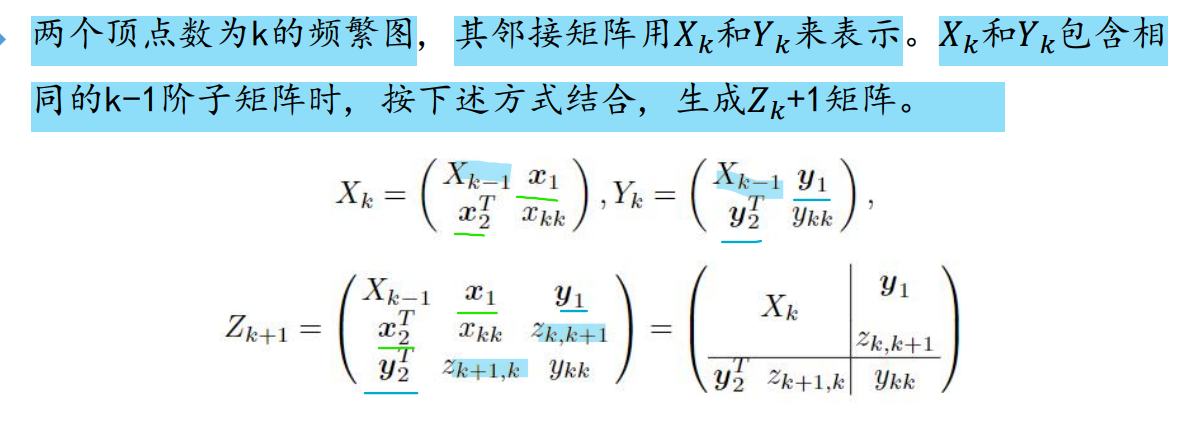 两个顶点数为k的频繁图，其邻接矩阵用$X_k$和$Y_k$来表示。$X_k$和$Y_k$包含相
同的k-1阶子矩阵时，按下述方式结合，生成$Z_k$+1矩阵。
$X_k = \begin{pmatrix} X_{k-1} & \boldsymbol{x}_1 \\ \boldsymbol{x}_2^T & x_{kk} \end{pmatrix}, Y_k = \begin{pmatrix} X_{k-1} & \boldsymbol{y}_1 \\ \boldsymbol{y}_2^T & y_{kk} \end{pmatrix},$
$Z_{k+1} = \begin{pmatrix} X_{k-1} & \boldsymbol{x}_1 & \boldsymbol{y}_1 \\ \boldsymbol{x}_2^T & x_{kk} & z_{k,k+1} \\ \boldsymbol{y}_2^T & z_{k+1,k} & y_{kk} \end{pmatrix} = \left(\begin{array}{cc|c} X_k & & \boldsymbol{y}_1 \\ & & z_{k,k+1} \\ \hline \boldsymbol{y}_2^T & z_{k+1,k} & y_{kk} \end{array}\right)$